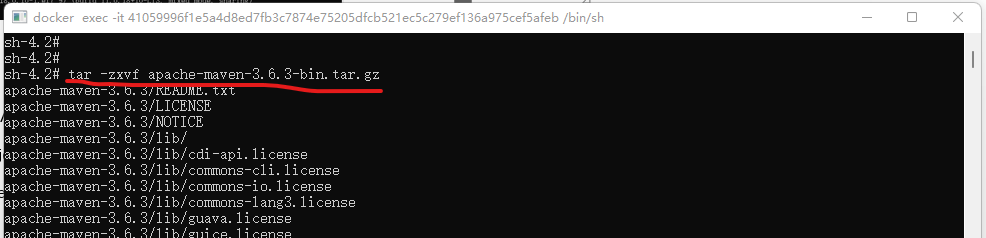 docker exec -it 41059996f1e5a4d8ed7fb3c7874e75205dfcb521ec5c279ef136a975cef5afeb /bin/sh
sh-4.2#
sh-4.2#
sh-4.2# tar -zxvf apache-maven-3.6.3-bin.tar.gz
apache-maven-3.6.3/README.txt
apache-maven-3.6.3/LICENSE
apache-maven-3.6.3/NOTICE
apache-maven-3.6.3/lib/
apache-maven-3.6.3/lib/cdi-api.license
apache-maven-3.6.3/lib/commons-cli.license
apache-maven-3.6.3/lib/commons-io.license
apache-maven-3.6.3/lib/commons-lang3.license
apache-maven-3.6.3/lib/guava.license
apache-maven-3.6.3/lib/guice.license